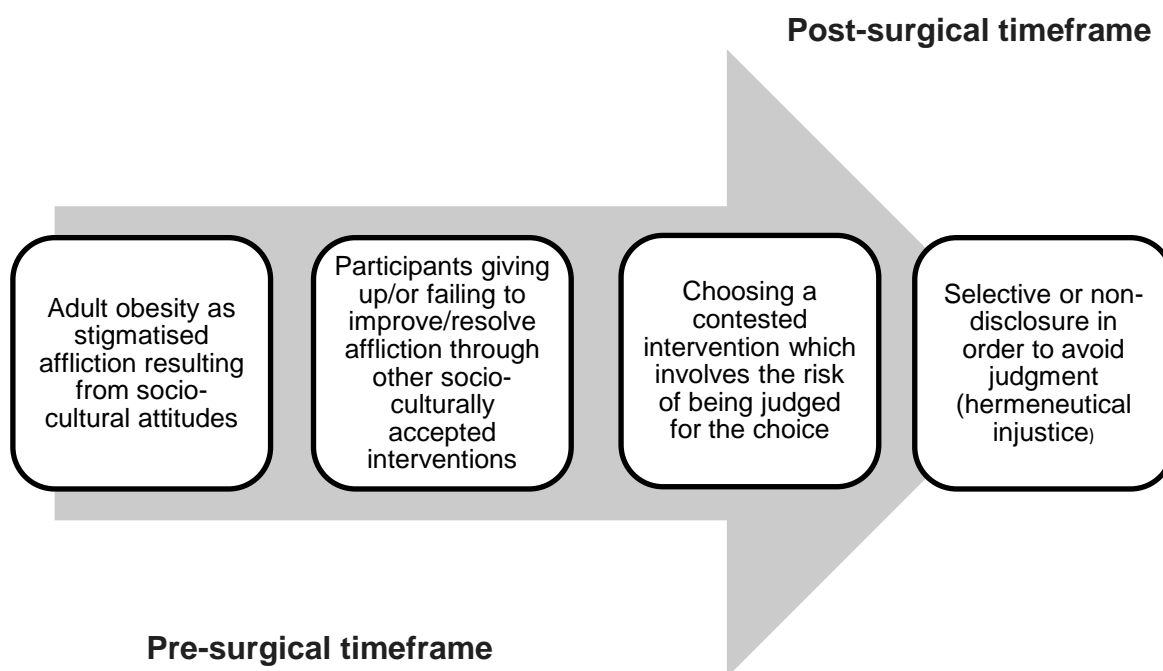 Post-surgical timeframe
Adult obesity as
stigmatised
affliction resulting
from socio-
cultural attitudes
Participants giving
up/or failing to
improve/resolve
affliction through
other socio-
culturally
accepted
interventions
Choosing a
contested
intervention which
involves the risk
of being judged
for the choice
Selective or non-
disclosure in
order to avoid
judgment
(hermeneutical
injustice)
Pre-surgical timeframe